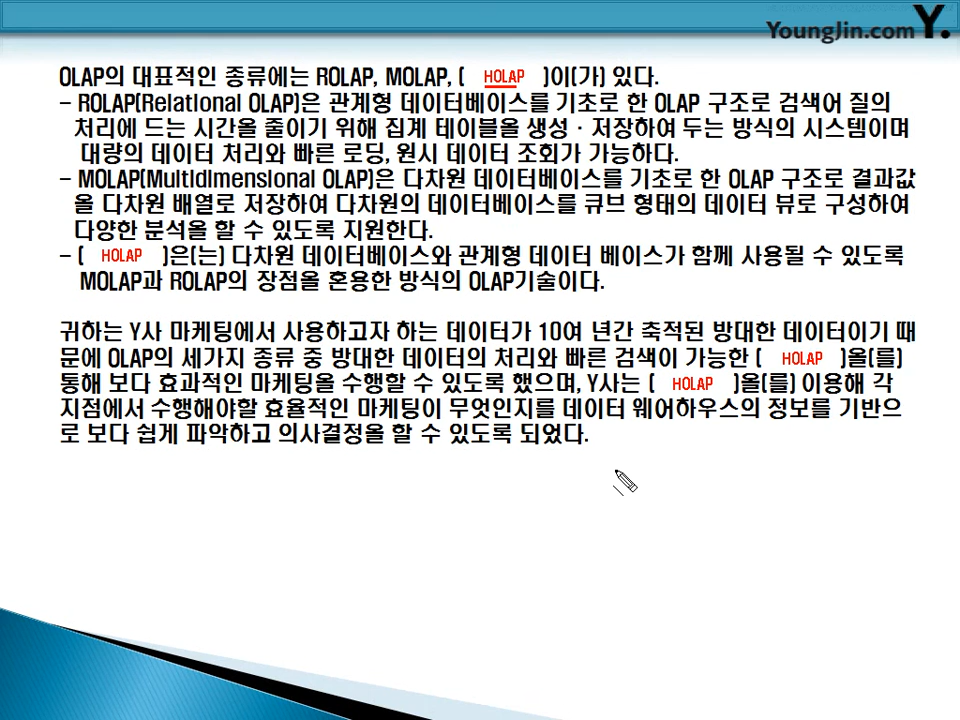 YoungJin.com Y.
OLAP의 대표적인 종류에는 ROLAP, MOLAP, ( HOLAP )이(가) 있다.
- ROLAP(Relational OLAP)은 관계형 데이터베이스를 기초로 한 OLAP 구조로 검색어 질의
처리에 드는 시간을 줄이기 위해 집계 테이블을 생성·저장하여 두는 방식의 시스템이며
대량의 데이터 처리와 빠른 로딩, 원시 데이터 조회가 가능하다.
- MOLAP(Multidimensional OLAP)은 다차원 데이터베이스를 기초로 한 OLAP 구조로 결과값
을 다차원 배열로 저장하여 다차원의 데이터베이스를 큐브 형태의 데이터 뷰로 구성하여
다양한 분석을 할 수 있도록 지원한다.
- ( HOLAP )은(는) 다차원 데이터베이스와 관계형 데이터 베이스가 함께 사용될 수 있도록
MOLAP과 ROLAP의 장점을 혼용한 방식의 OLAP기술이다.
귀하는 Y사 마케팅에서 사용하고자 하는 데이터가 10여 년간 축적된 방대한 데이터이기 때
문에 OLAP의 세가지 종류 중 방대한 데이터의 처리와 빠른 검색이 가능한 ( HOLAP )을(를)
통해 보다 효과적인 마케팅을 수행할 수 있도록 했으며, Y사는 ( HOLAP )을(를) 이용해 각
지점에서 수행해야할 효율적인 마케팅이 무엇인지를 데이터 웨어하우스의 정보를 기반으
로 보다 쉽게 파악하고 의사결정을 할 수 있도록 되었다.